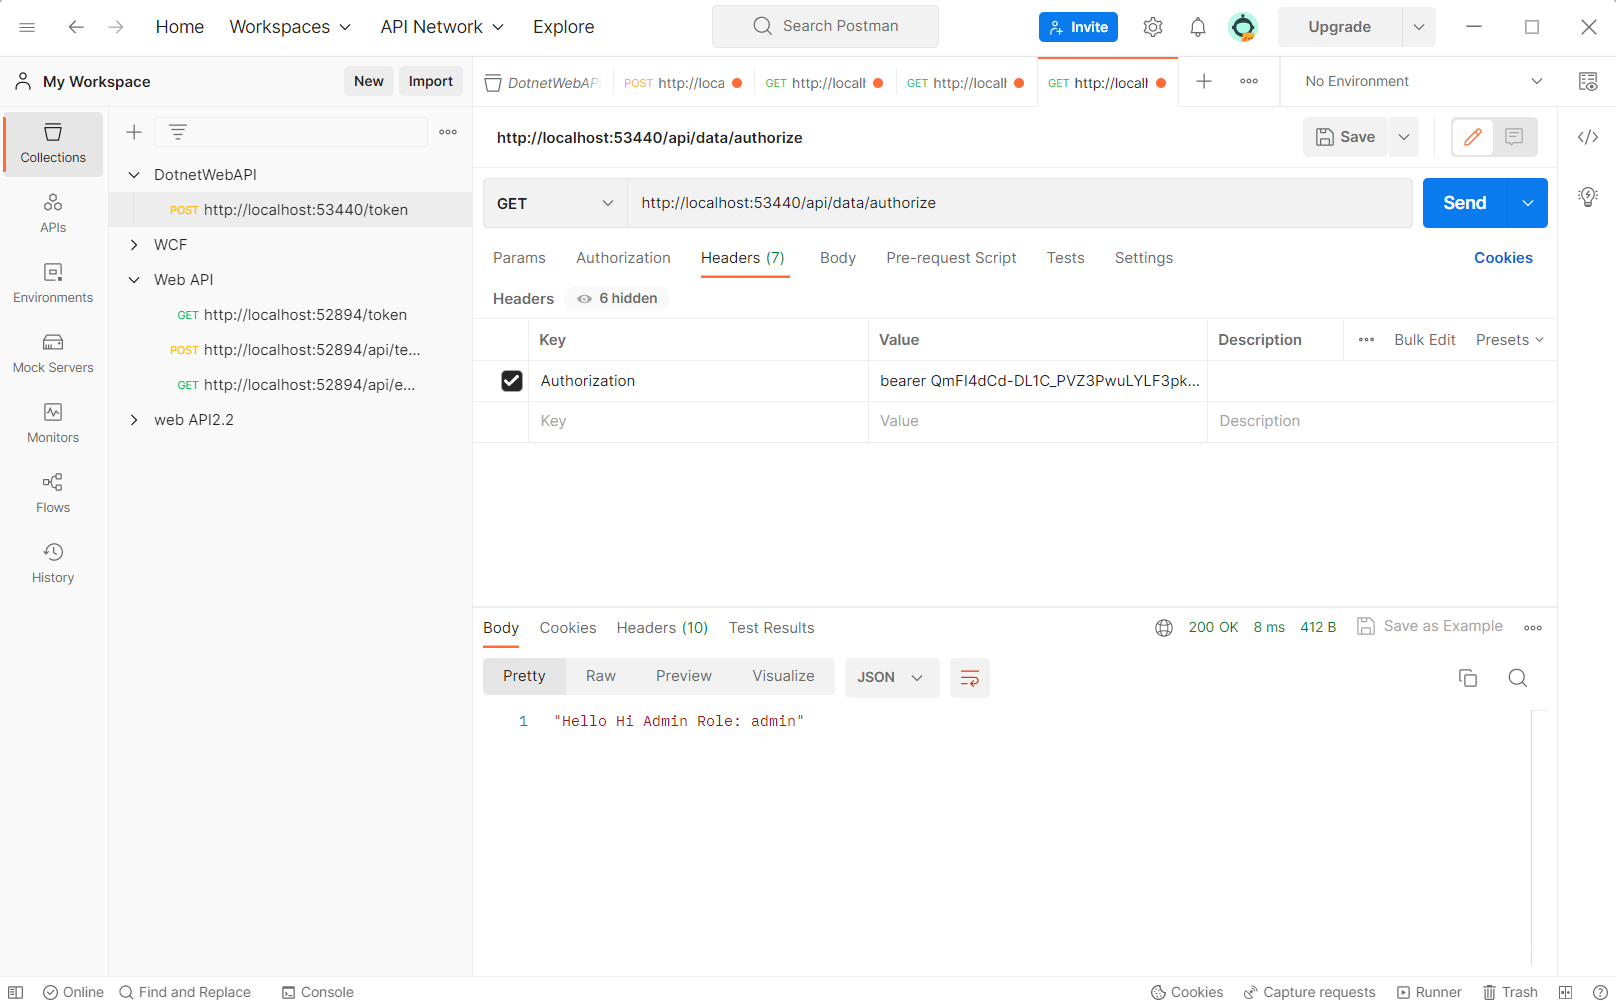 Home Workspaces API Network Explore Search Postman Invite Upgrade
My Workspace New Import
DotnetWebAPI POST http://loca GET http://locall GET http://locall GET http://locall No Environment
Collections
APIs
Environments
Mock Servers
Monitors
Flows
History
DotnetWebAPI
POST http://localhost:53440/token
WCF
Web API
GET http://localhost:52894/token
POST http://localhost:52894/api/te...
GET http://localhost:52894/api/e...
web API2.2
http://localhost:53440/api/data/authorize Save
GET http://localhost:53440/api/data/authorize Send
Params Authorization Headers (7) Body Pre-request Script Tests Settings Cookies
Headers 6 hidden
Key Value Description Bulk Edit Presets
Authorization bearer QmFI4dCd-DL1C_PVZ3PwuLYLF3pk...
Key Value Description
Body Cookies Headers (10) Test Results 200 OK 8 ms 412 B Save as Example
Pretty Raw Preview Visualize JSON
1 "Hello Hi Admin Role: admin"
Online Find and Replace Console Cookies Capture requests Runner Trash